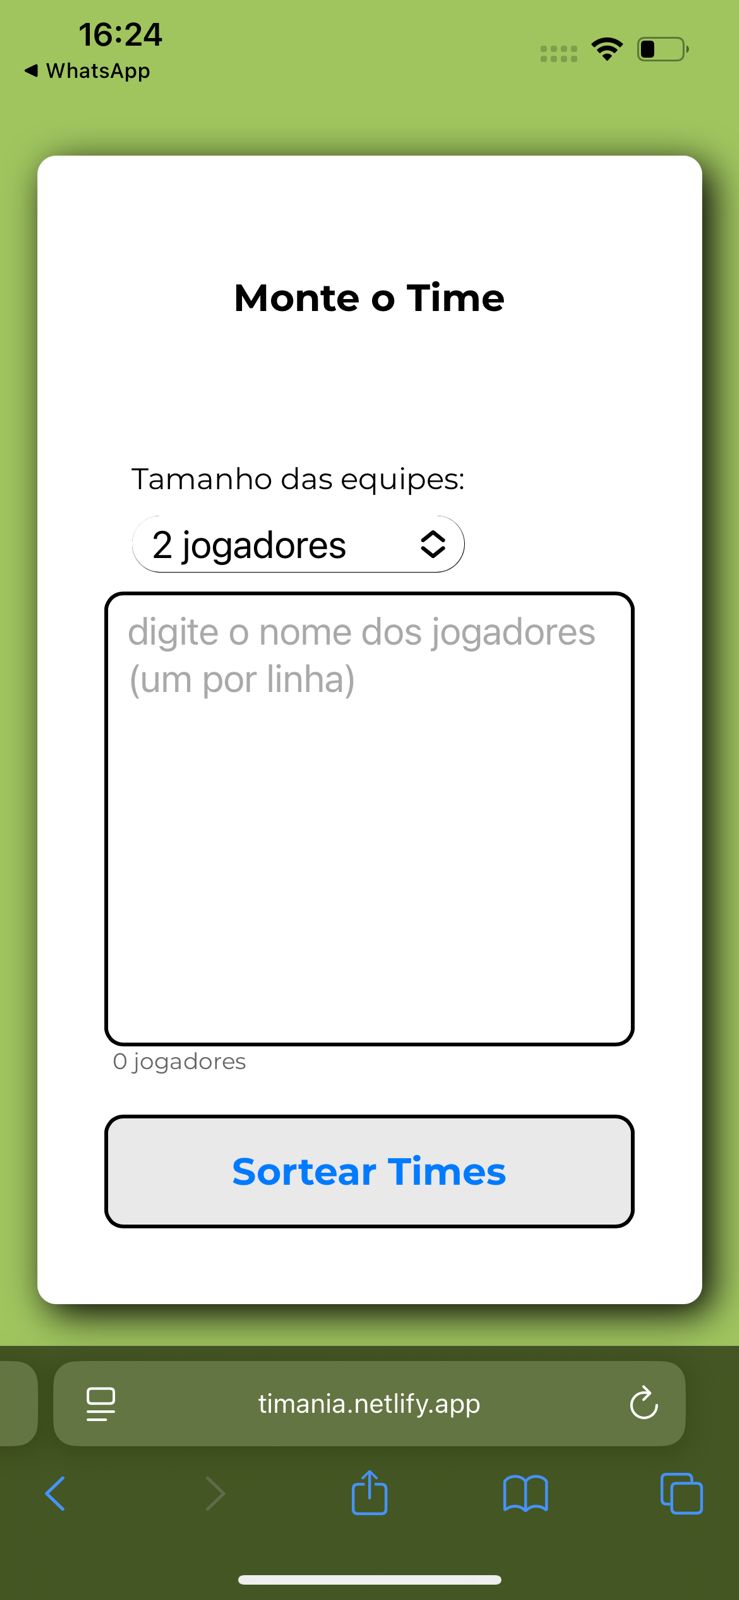 16:24
WhatsApp
Monte o Time
Tamanho das equipes:
2 jogadores
digite o nome dos jogadores
(um por linha)
0 jogadores
Sortear Times
timania.netlify.app